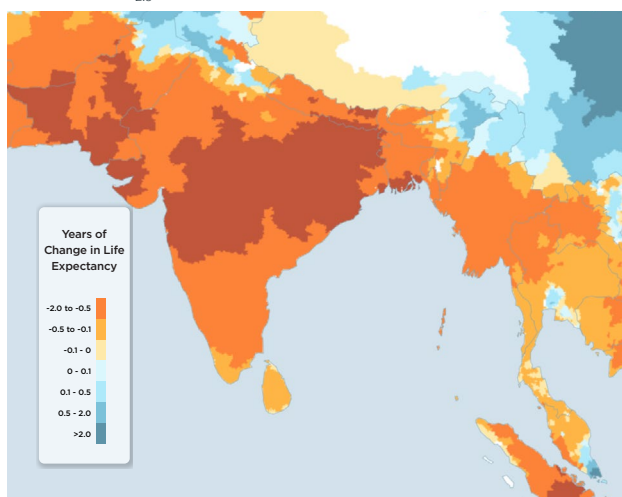 Years of
Change in Life
Expectancy
-2.0 to -0.5
-0.5 to -0.1
-0.1 - 0
0 - 0.1
0.1 - 0.5
0.5 - 2.0
>2.0